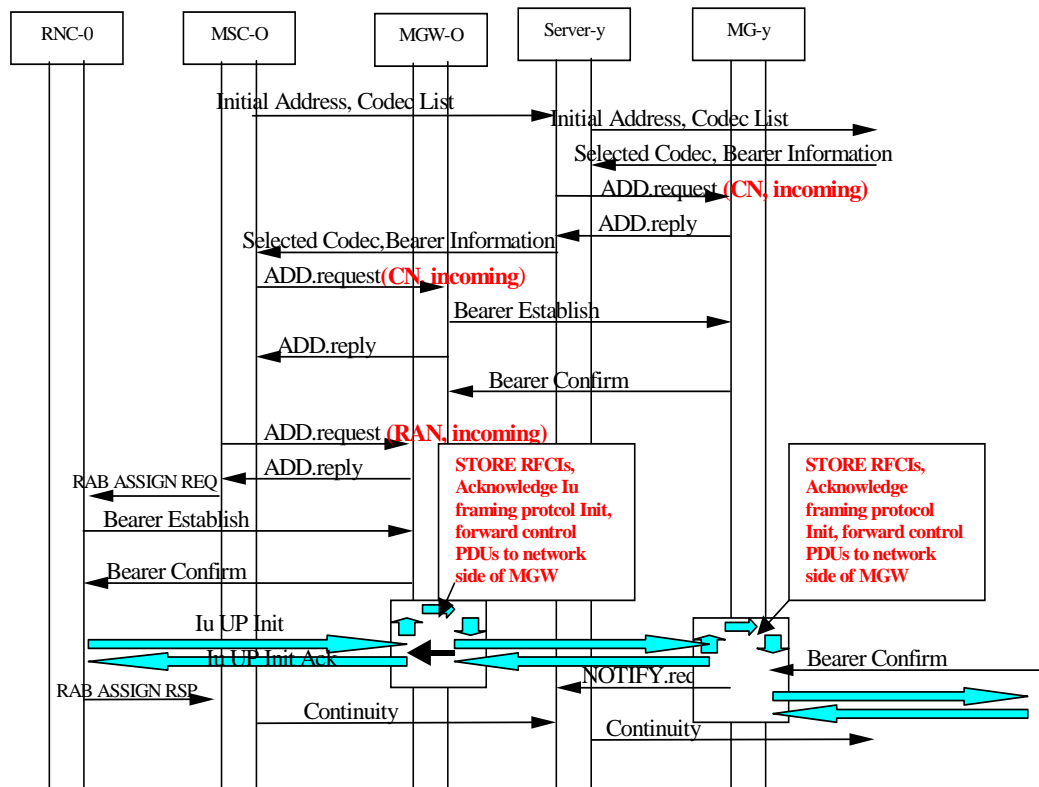 RNC-0
MSC-O
MGW-O
Server-y
MG-y
Initial Address, Codec List
Initial Address, Codec List
Selected Codec, Bearer Information
ADD.request (CN, incoming)
ADD.reply
Selected Codec,Bearer Information
ADD.request(CN, incoming)
Bearer Establish
ADD.reply
Bearer Confirm
ADD.request (RAN, incoming)
ADD.reply
RAB ASSIGN REQ
STORE RFCIs,
Acknowledge Iu
framing protcol Init,
forward control
PDUs to network
side of MGW
STORE RFCIs,
Acknowledge
framing protocol
Init, forward control
PDUs to network
side of MGW
Bearer Establish
Bearer Confirm
Iu UP Init
Iu UP Init Ack
Bearer Confirm
RAB ASSIGN RSP
NOTIFY.req
Continuity
Continuity